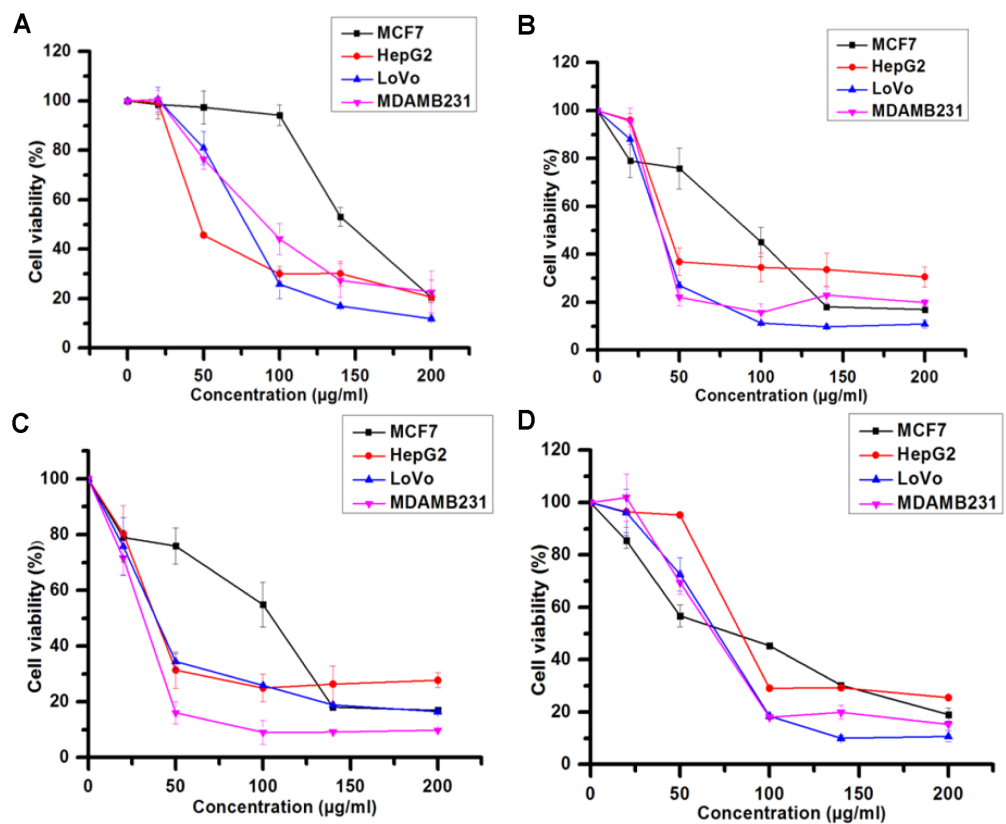 A
MCF7
HepG2
LoVo
MDAMB231
120
100
80
60
40
20
0
Cell viability (%)
0 50 100 150 200
Concentration (µg/ml)
B
MCF7
HepG2
LoVo
MDAMB231
120
100
80
60
40
20
0
Cell viability (%)
0 50 100 150 200
Concentration (µg/ml)
C
MCF7
HepG2
LoVo
MDAMB231
100
80
60
40
20
0
Cell viability (%))
0 50 100 150 200
Concentration (µg/ml)
D
MCF7
HepG2
LoVo
MDAMB231
120
100
80
60
40
20
0
Cell viability (%)
0 50 100 150 200
Concentration (µg/ml)